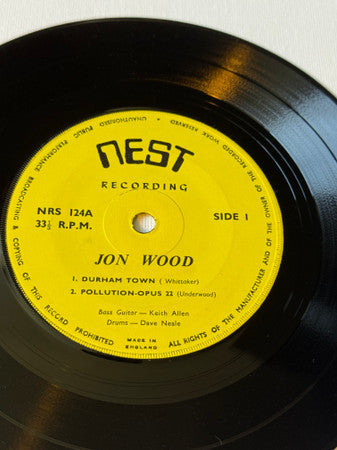 nest
RECORDING
NRS 124A
33⅓ R.P.M.
SIDE 1
JON WOOD
1. DURHAM TOWN ( Whittaker)
2. POLLUTION-OPUS 22 (Underwood)
Bass Guitar — Keith Allen
Drums — Dave Neale
MADE IN
ENGLAND
ALL RIGHTS OF THE MANUFACTURER AND OF THE OWNER OF THE RECORDED WORK RESERVED · UNAUTHORISED PUBLIC PERFORMANCE BROADCASTING & COPYING OF THIS RECORD PROHIBITED